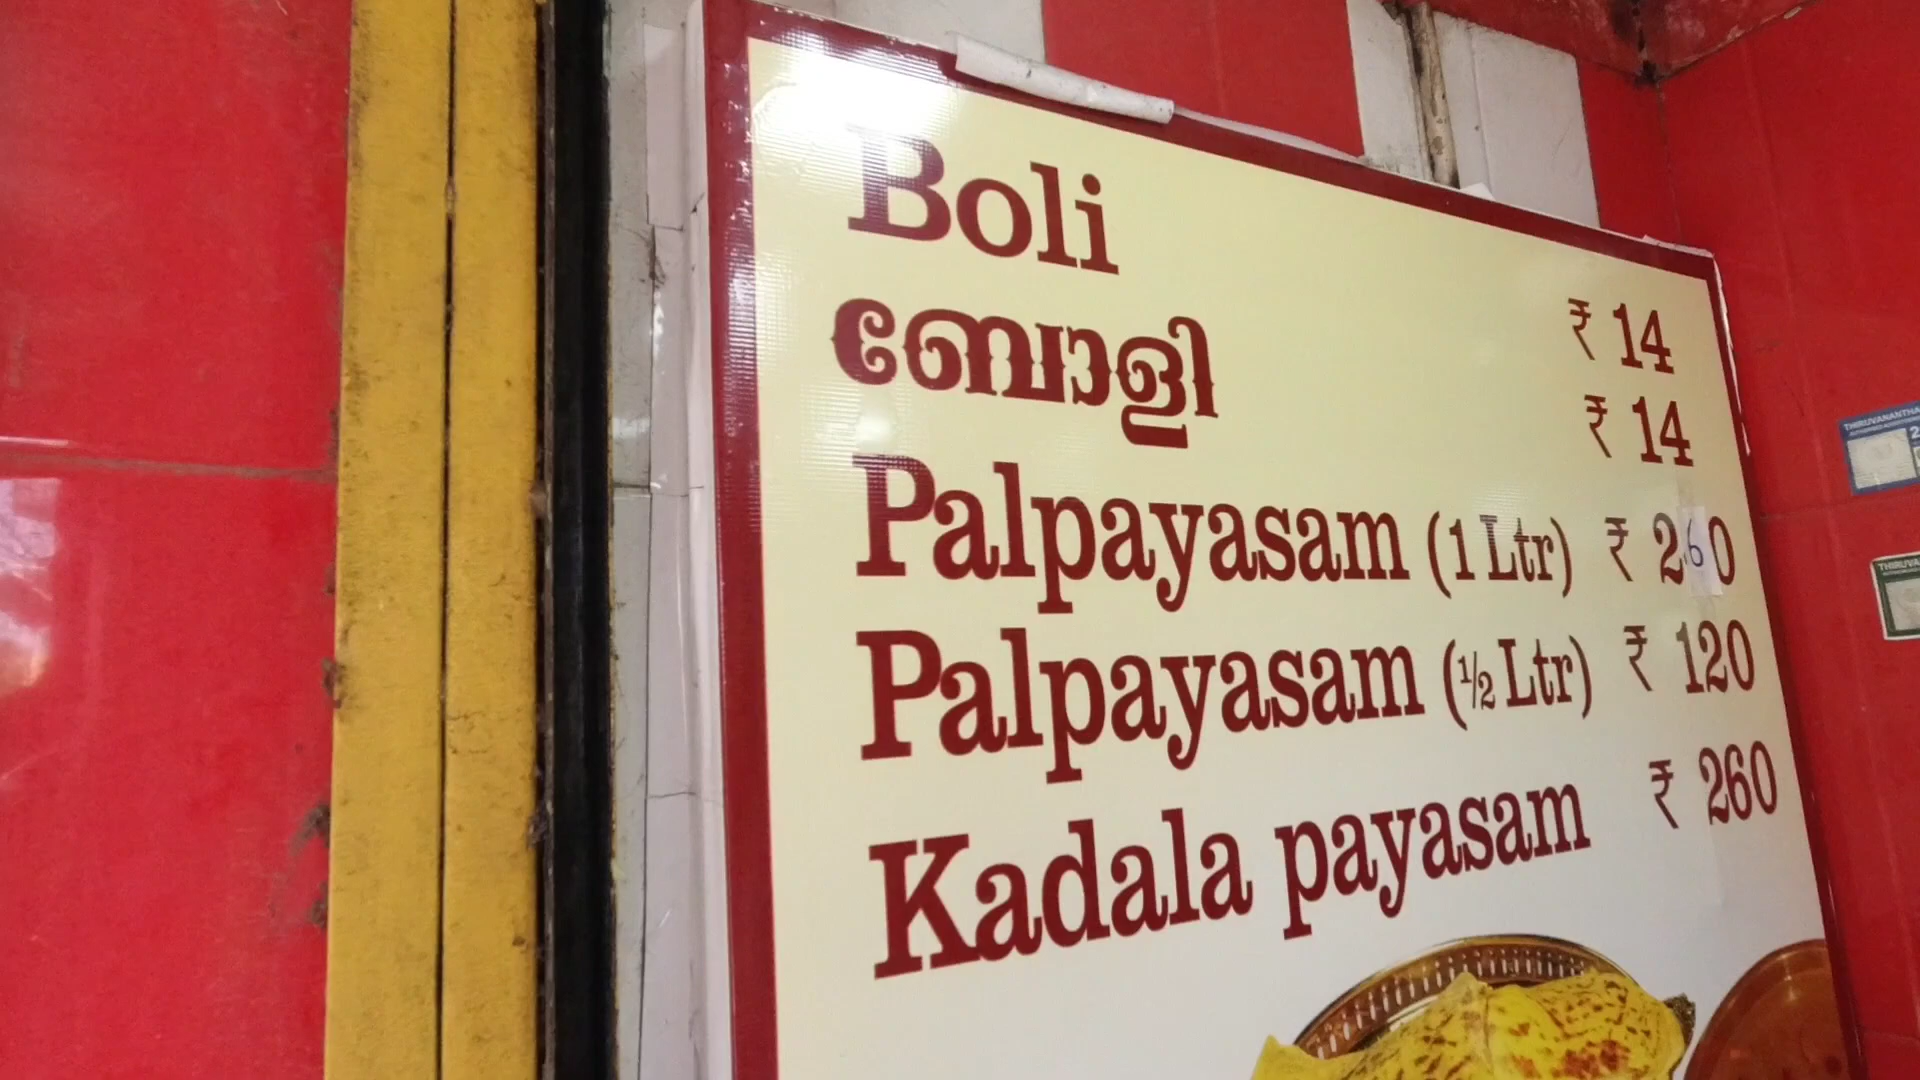 Boli ₹ 14
ബോളി ₹ 14
Palpayasam (1 Ltr) ₹ 260
Palpayasam (½ Ltr) ₹ 120
Kadala payasam ₹ 260